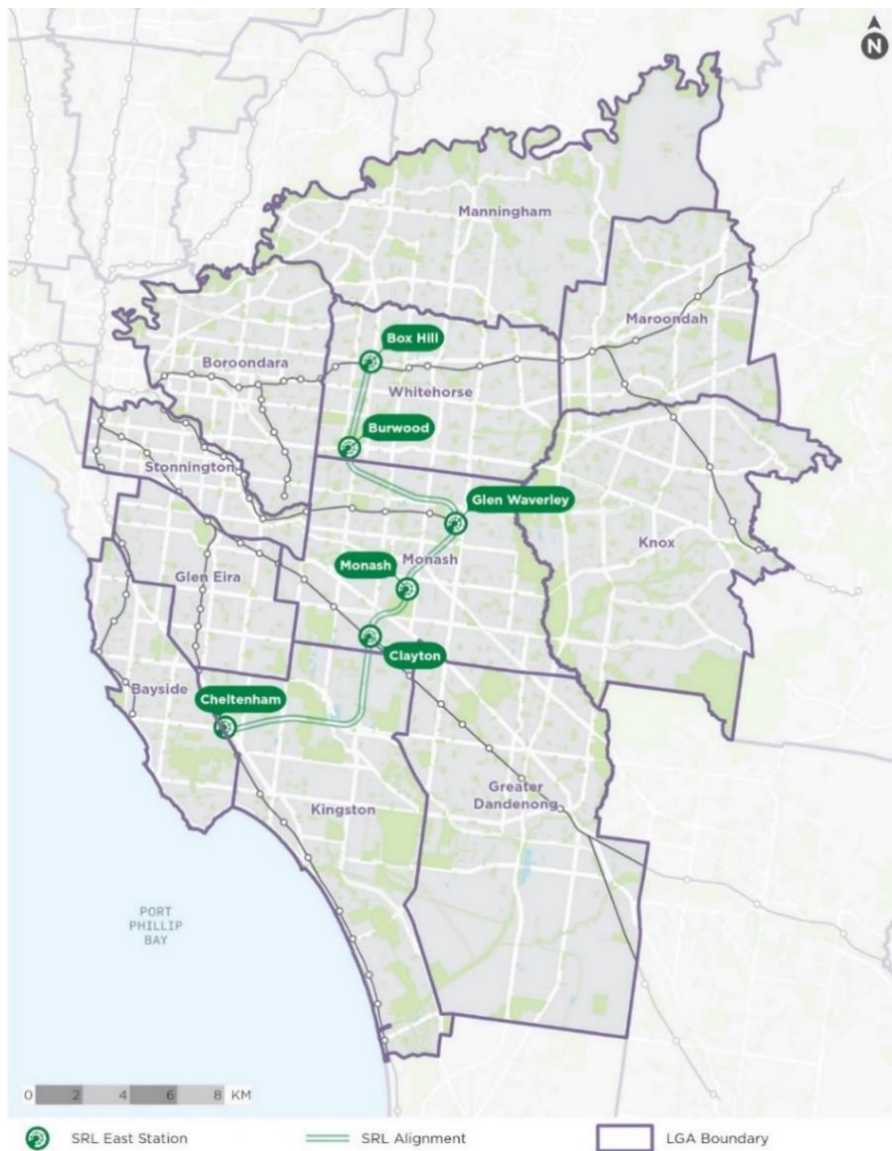 N
Manningham
Maroondah
Box Hill
Boroondara
Whitehorse
Burwood
Stonnington
Glen Waverley
Knox
Monash
Monash
Glen Eira
Clayton
Bayside
Cheltenham
Greater
Dandenong
Kingston
PORT
PHILLIP
BAY
0 2 4 6 8 KM
SRL East Station
SRL Alignment
LGA Boundary